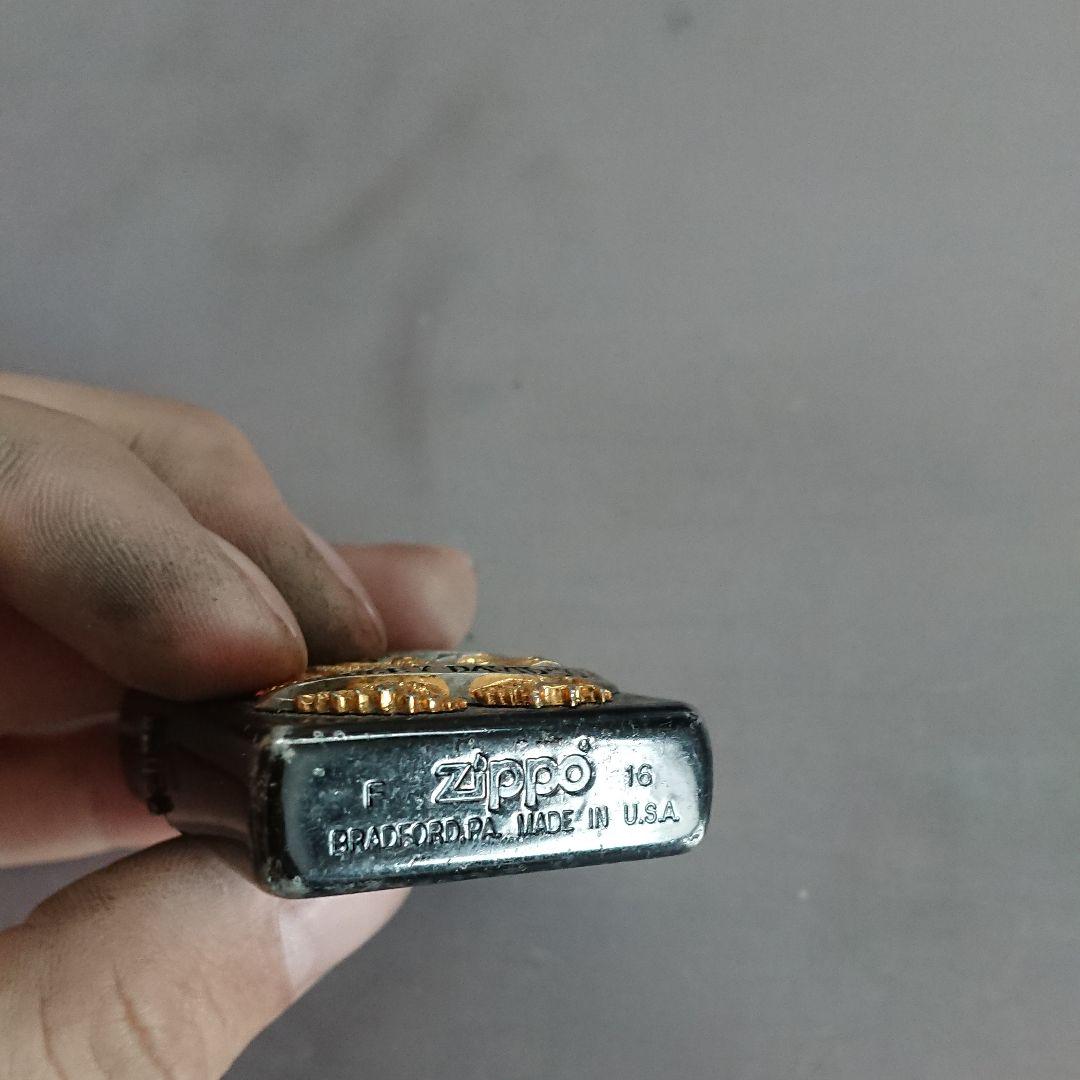 F zippo 16
BRADFORD,PA. MADE IN U.S.A.